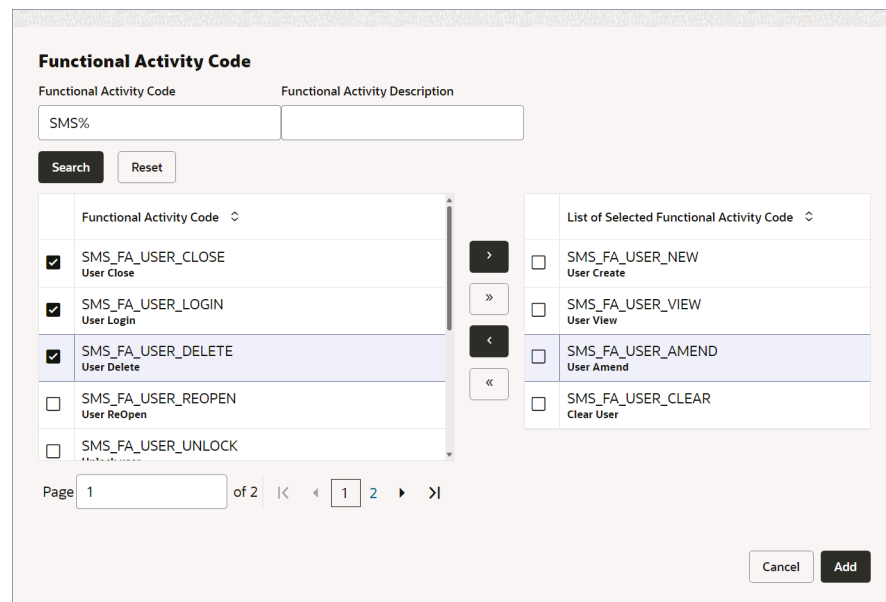 Functional Activity Code
Functional Activity Code Functional Activity Description
SMS%
Search Reset
Functional Activity Code
SMS_FA_USER_CLOSE
User Close
SMS_FA_USER_LOGIN
User Login
SMS_FA_USER_DELETE
User Delete
SMS_FA_USER_REOPEN
User ReOpen
SMS_FA_USER_UNLOCK
List of Selected Functional Activity Code
SMS_FA_USER_NEW
User Create
SMS_FA_USER_VIEW
User View
SMS_FA_USER_AMEND
User Amend
SMS_FA_USER_CLEAR
Clear User
Page 1 of 2 1 2
Cancel Add